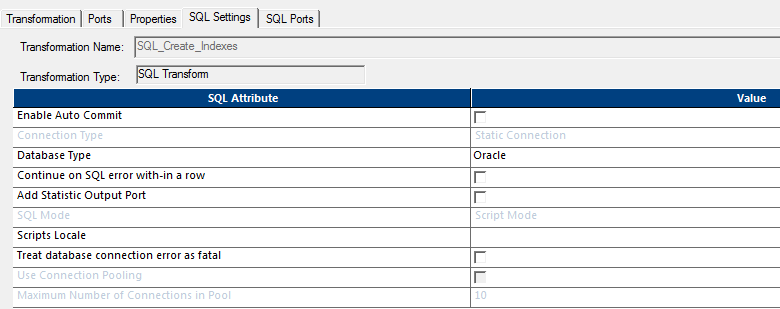 Transformation Ports Properties SQL Settings SQL Ports
Transformation Name: SQL_Create_Indexes
Transformation Type: SQL Transform
SQL Attribute Value
Enable Auto Commit
Connection Type Static Connection
Database Type Oracle
Continue on SQL error with-in a row
Add Statistic Output Port
SQL Mode Script Mode
Scripts Locale
Treat database connection error as fatal
Use Connection Pooling
Maximum Number of Connections in Pool 10